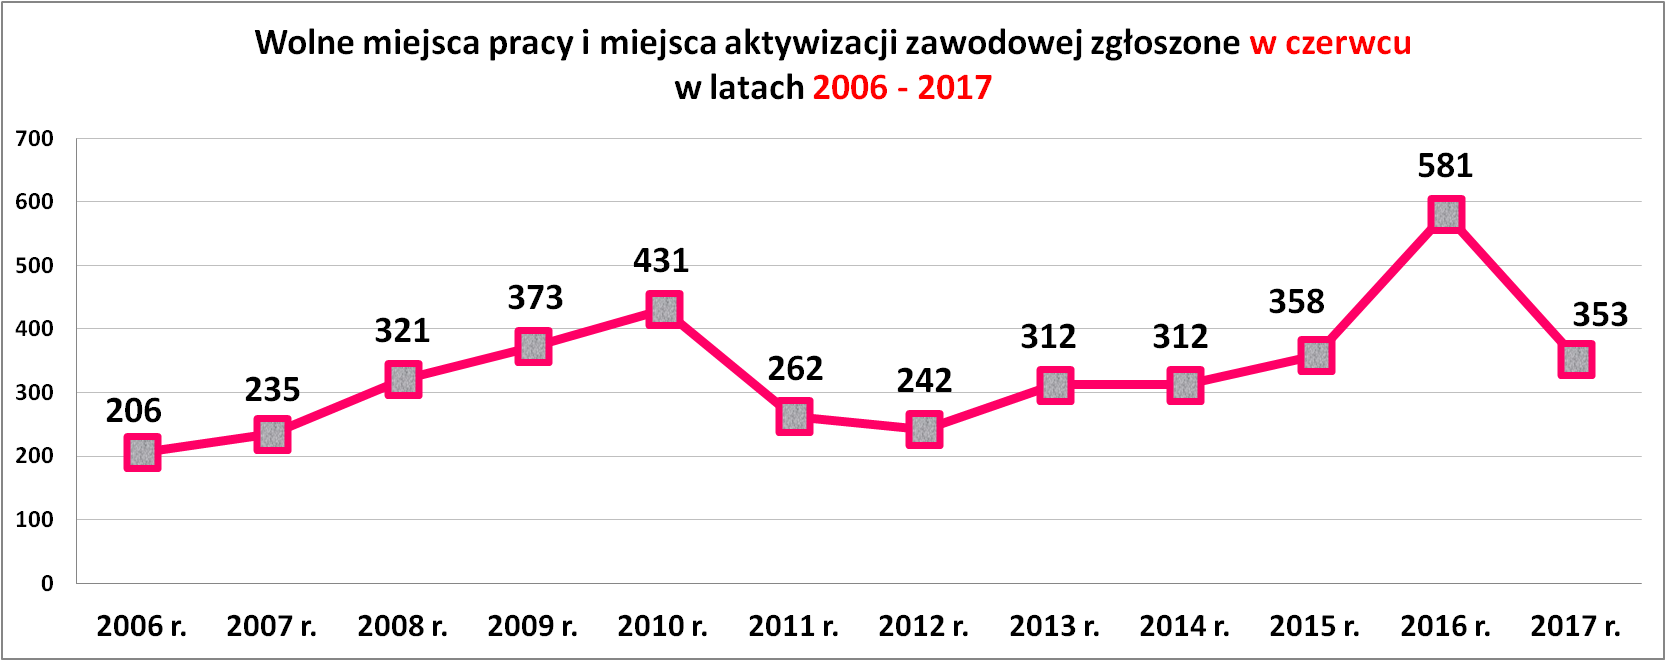 Wolne miejsca pracy i miejsca aktywizacji zawodowej zgłoszone w czerwcu
w latach 2006 - 2017
700
600
500
400
300
200
100
0
206
235
321
373
431
262
242
312
312
358
581
353
2006 r.
2007 r.
2008 r.
2009 r.
2010 r.
2011 r.
2012 r.
2013 r.
2014 r.
2015 r.
2016 r.
2017 r.